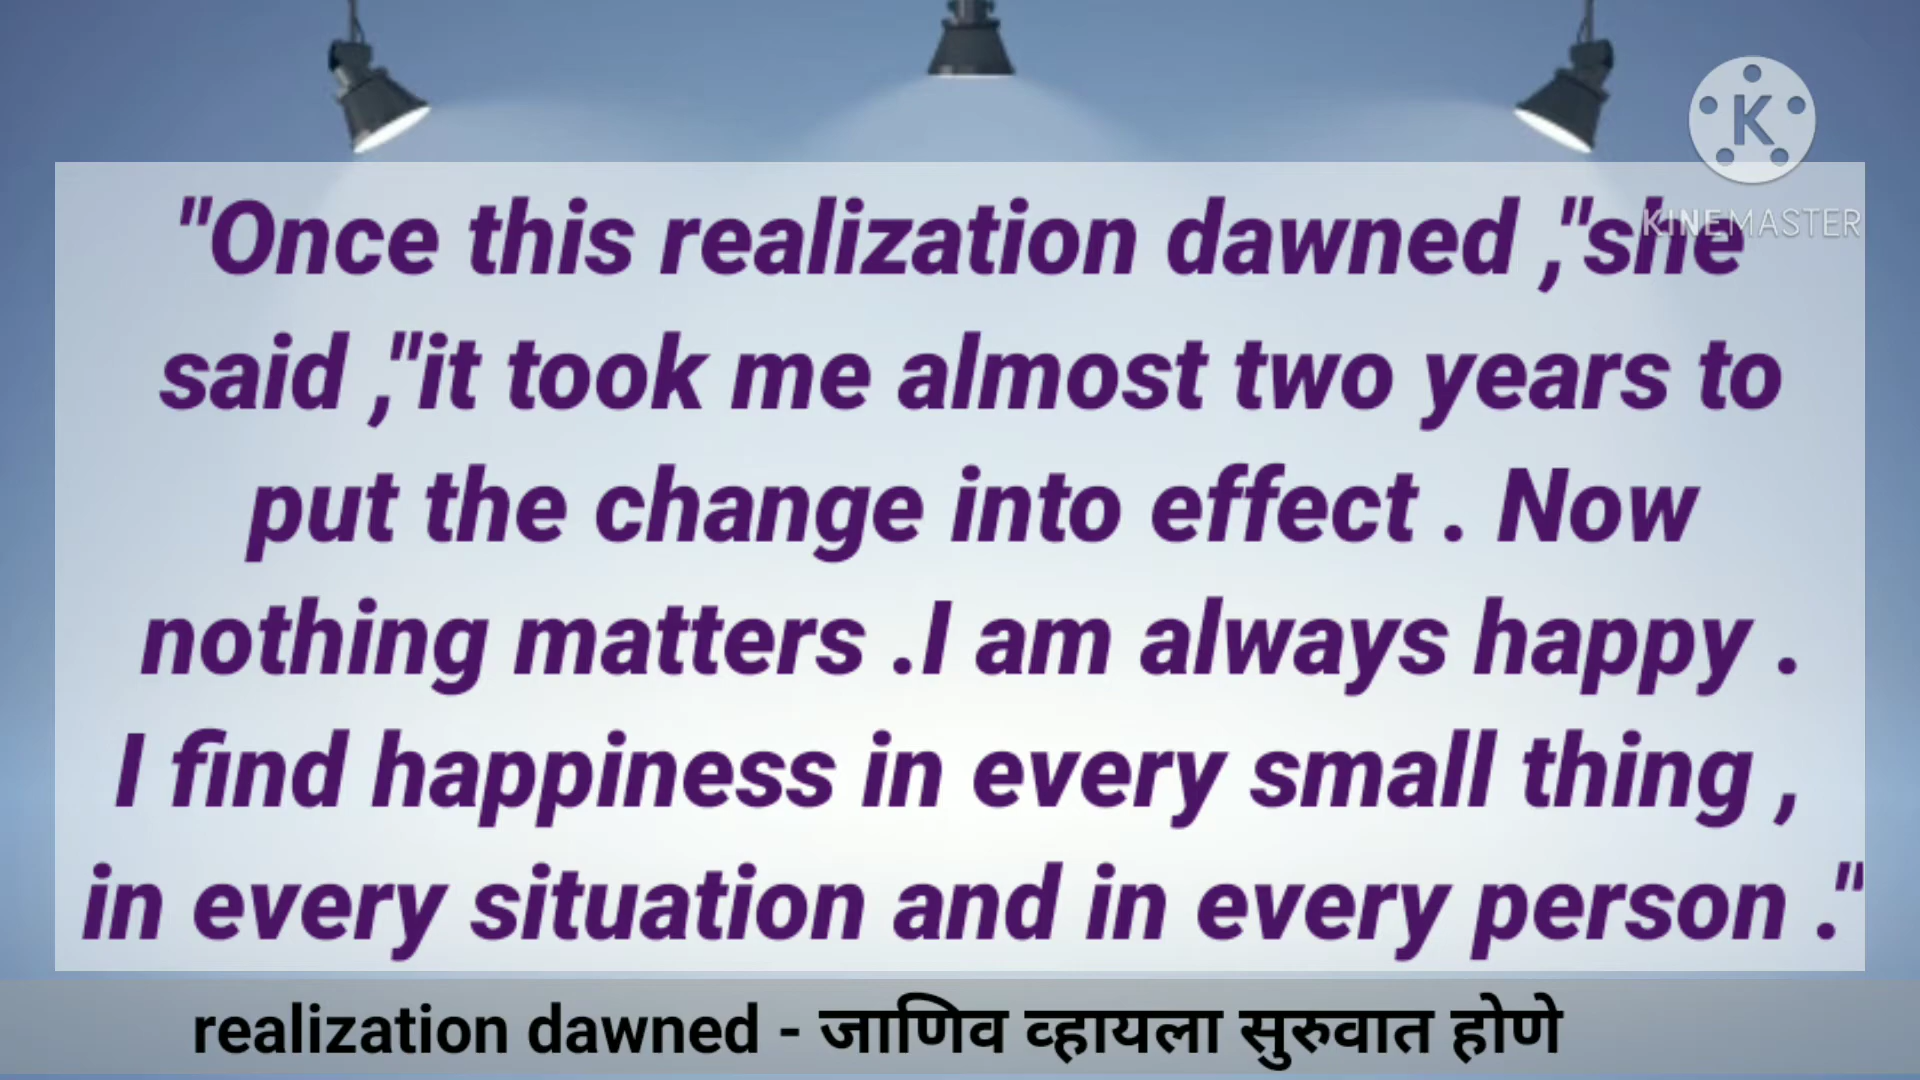 K
KINEMASTER
"Once this realization dawned ,"she
said ,"it took me almost two years to
put the change into effect . Now
nothing matters .I am always happy .
I find happiness in every small thing ,
in every situation and in every person ."
realization dawned - जाणिव व्हायला सुरुवात होणे